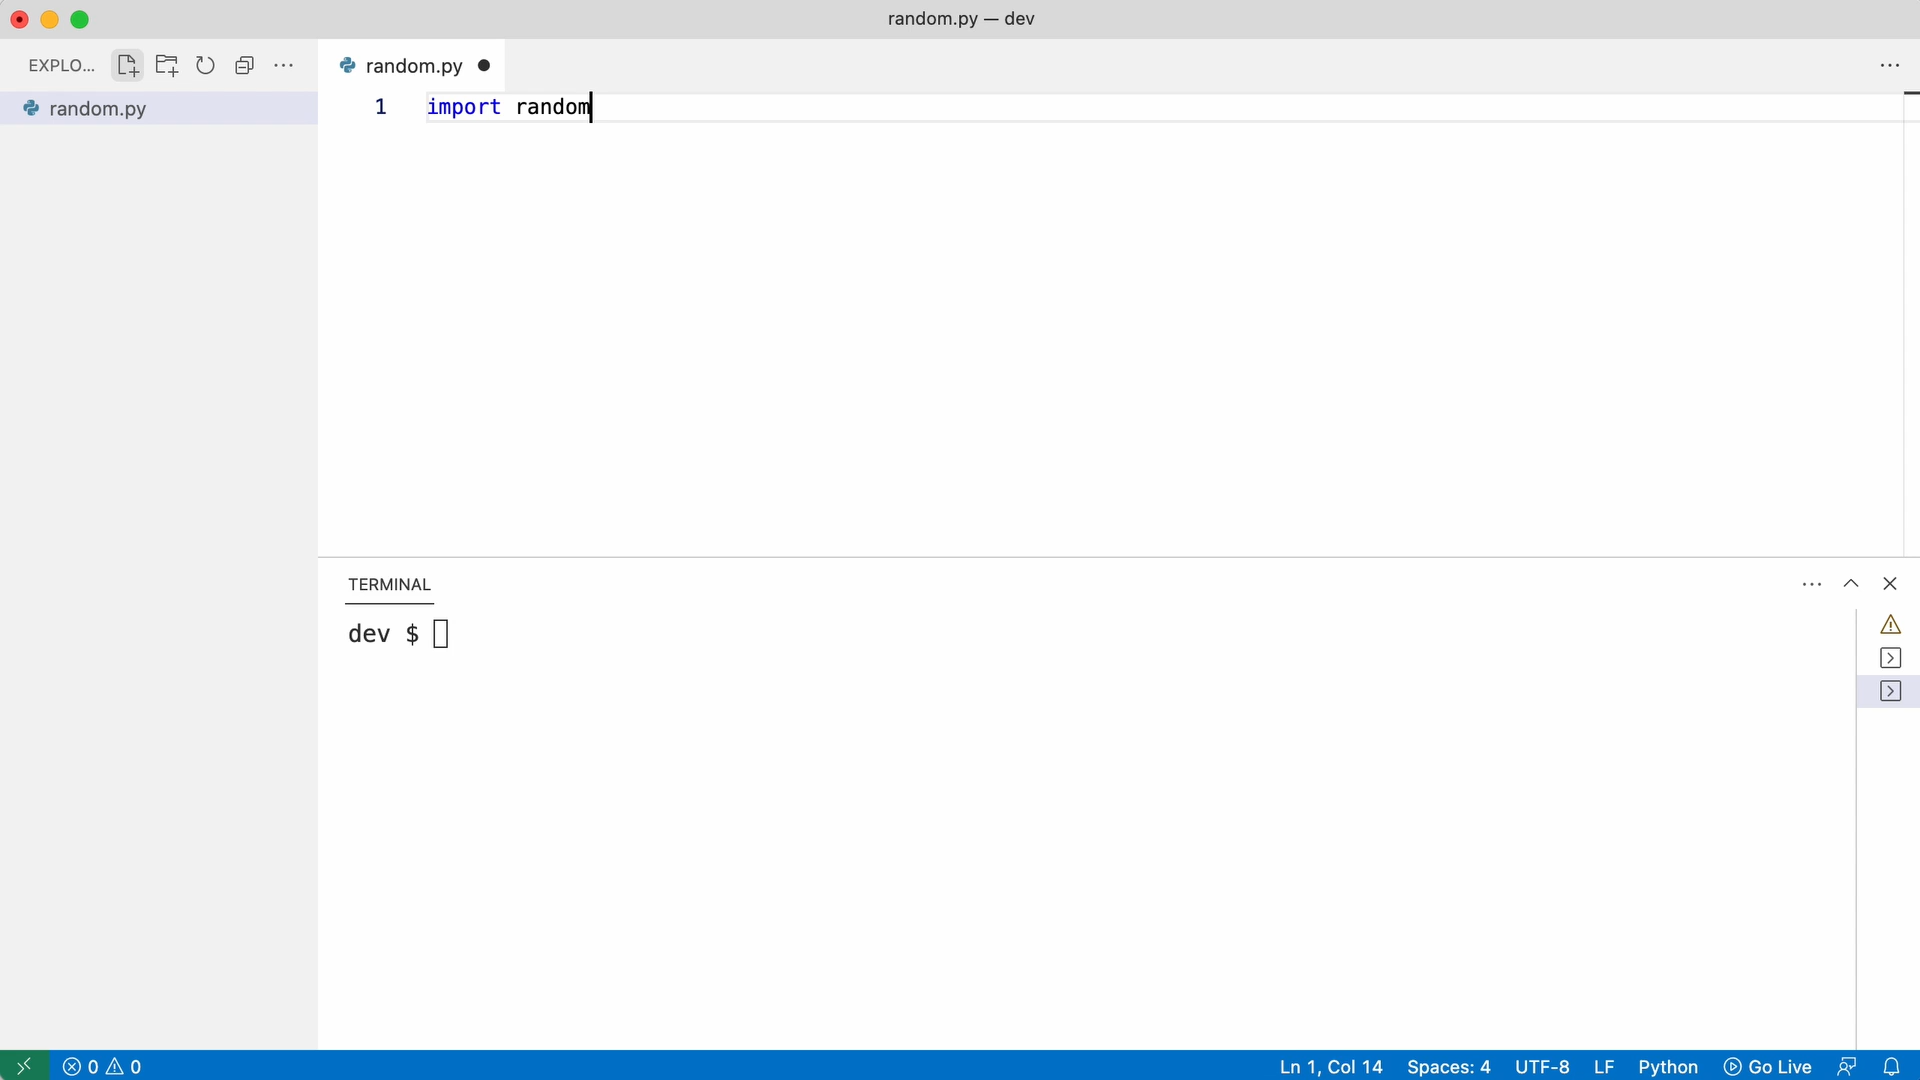 random.py — dev
EXPLO...
random.py
random.py
1 import random
TERMINAL
dev $
0 0
Ln 1, Col 14 Spaces: 4 UTF-8 LF Python Go Live